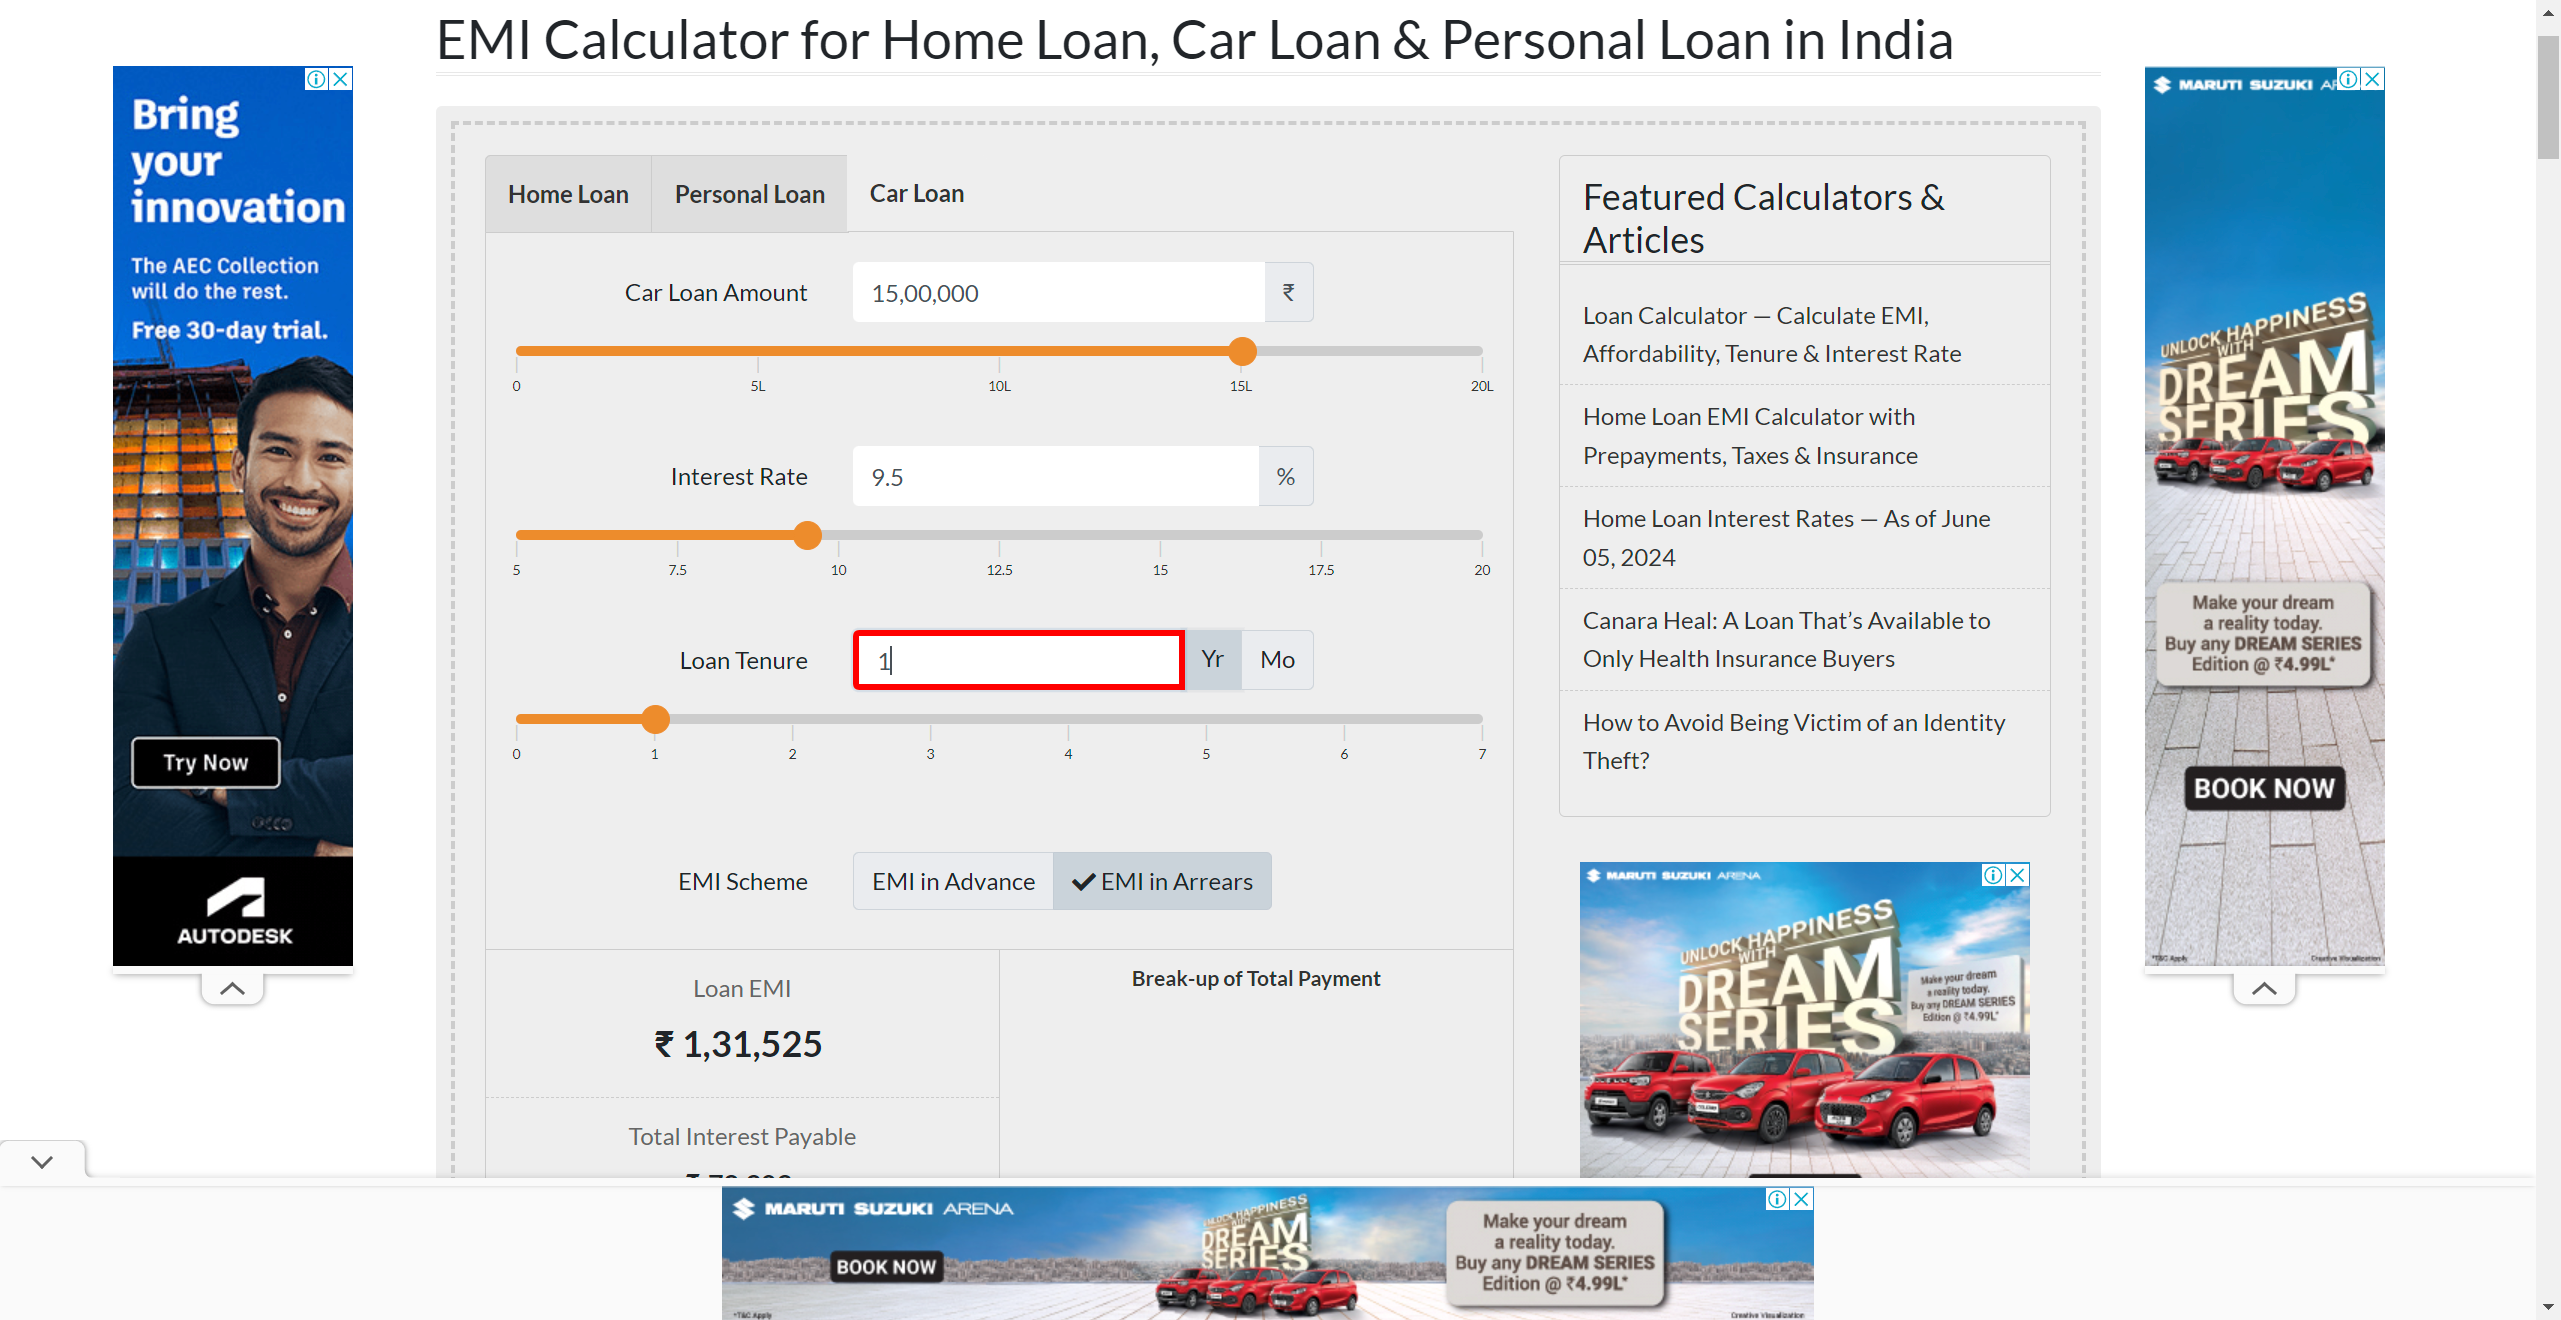 EMI Calculator for Home Loan, Car Loan & Personal Loan in India
Bring
your
innovation
The AEC Collection
will do the rest.
Free 30-day trial.
Try Now
AUTODESK
Home Loan
Personal Loan
Car Loan
Car Loan Amount
15,00,000
₹
0
5L
10L
15L
20L
Interest Rate
9.5
%
5
7.5
10
12.5
15
17.5
20
Loan Tenure
1
Yr
Mo
0
1
2
3
4
5
6
7
EMI Scheme
EMI in Advance
EMI in Arrears
Loan EMI
₹ 1,31,525
Total Interest Payable
Break-up of Total Payment
Featured Calculators &
Articles
Loan Calculator — Calculate EMI,
Affordability, Tenure & Interest Rate
Home Loan EMI Calculator with
Prepayments, Taxes & Insurance
Home Loan Interest Rates — As of June
05, 2024
Canara Heal: A Loan That's Available to
Only Health Insurance Buyers
How to Avoid Being Victim of an Identity
Theft?
MARUTI SUZUKI ARENA
UNLOCK HAPPINESS
WITH
DREAM
SERIES
Make your dream
a reality today.
Buy any DREAM SERIES
Edition @ ₹4.99L*
MARUTI SUZUKI
UNLOCK HAPPINESS
WITH
DREAM
SERIES
Make your dream
a reality today.
Buy any DREAM SERIES
Edition @ ₹4.99L*
BOOK NOW
*T&C Apply
Creative Visualization
MARUTI SUZUKI ARENA
BOOK NOW
UNLOCK HAPPINESS
WITH
DREAM
SERIES
Make your dream
a reality today.
Buy any DREAM SERIES
Edition @ ₹4.99L*
*T&C Apply
Creative Visualization